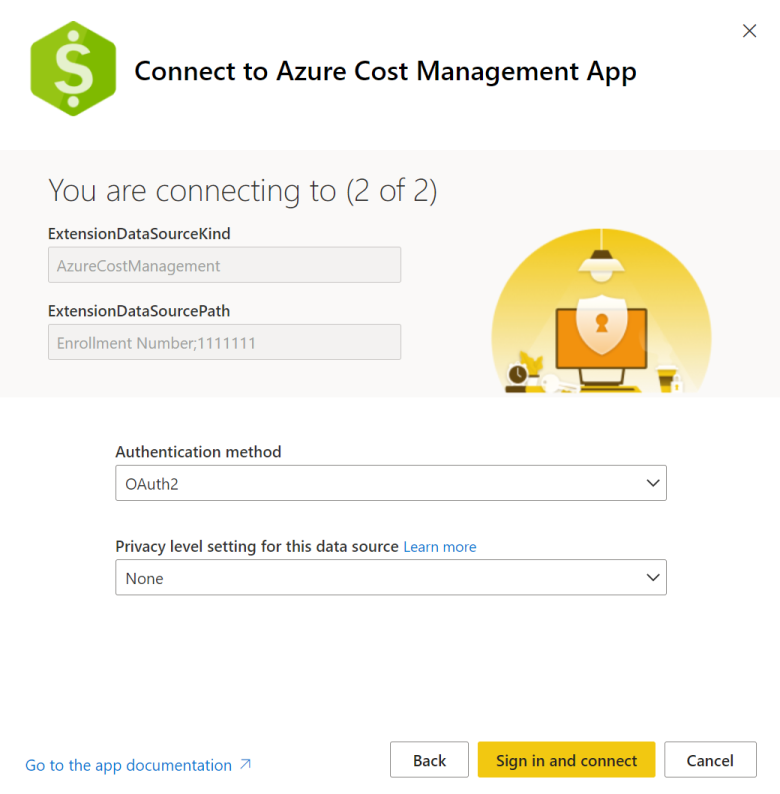 Connect to Azure Cost Management App
You are connecting to (2 of 2)
ExtensionDataSourceKind
AzureCostManagement
ExtensionDataSourcePath
Enrollment Number;1111111
Authentication method
OAuth2
Privacy level setting for this data source Learn more
None
Go to the app documentation
Back
Sign in and connect
Cancel